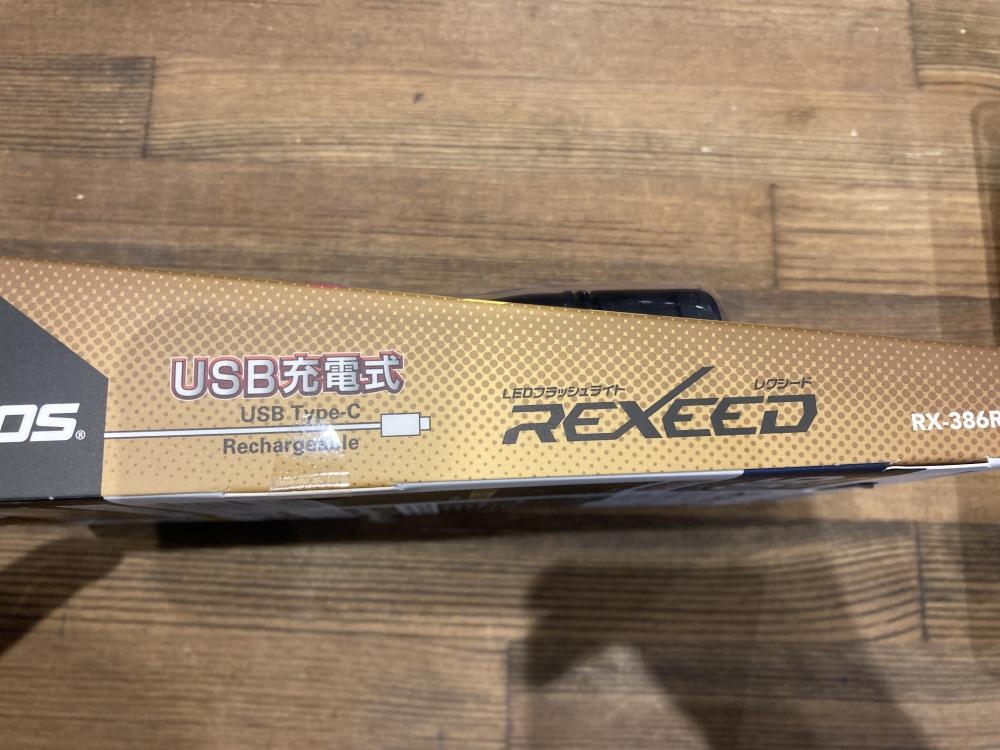 OS®
USB充電式
USB Type-C
Rechargeable
LEDフラッシュライト レクシード
REXEED
RX-386R